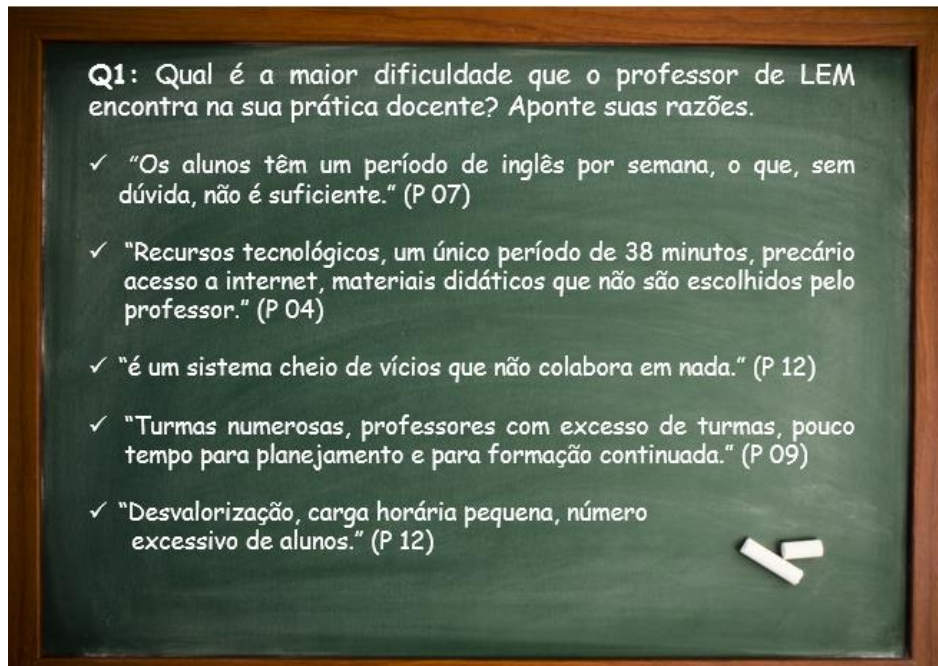 Q1: Qual é a maior dificuldade que o professor de LEM
encontra na sua prática docente? Aponte suas razões.
✓ "Os alunos têm um período de inglês por semana, o que, sem
dúvida, não é suficiente." (P 07)
✓ "Recursos tecnológicos, um único período de 38 minutos, precário
acesso a internet, materiais didáticos que não são escolhidos pelo
professor." (P 04)
✓ "é um sistema cheio de vícios que não colabora em nada." (P 12)
✓ "Turmas numerosas, professores com excesso de turmas, pouco
tempo para planejamento e para formação continuada." (P 09)
✓ "Desvalorização, carga horária pequena, número
excessivo de alunos." (P 12)